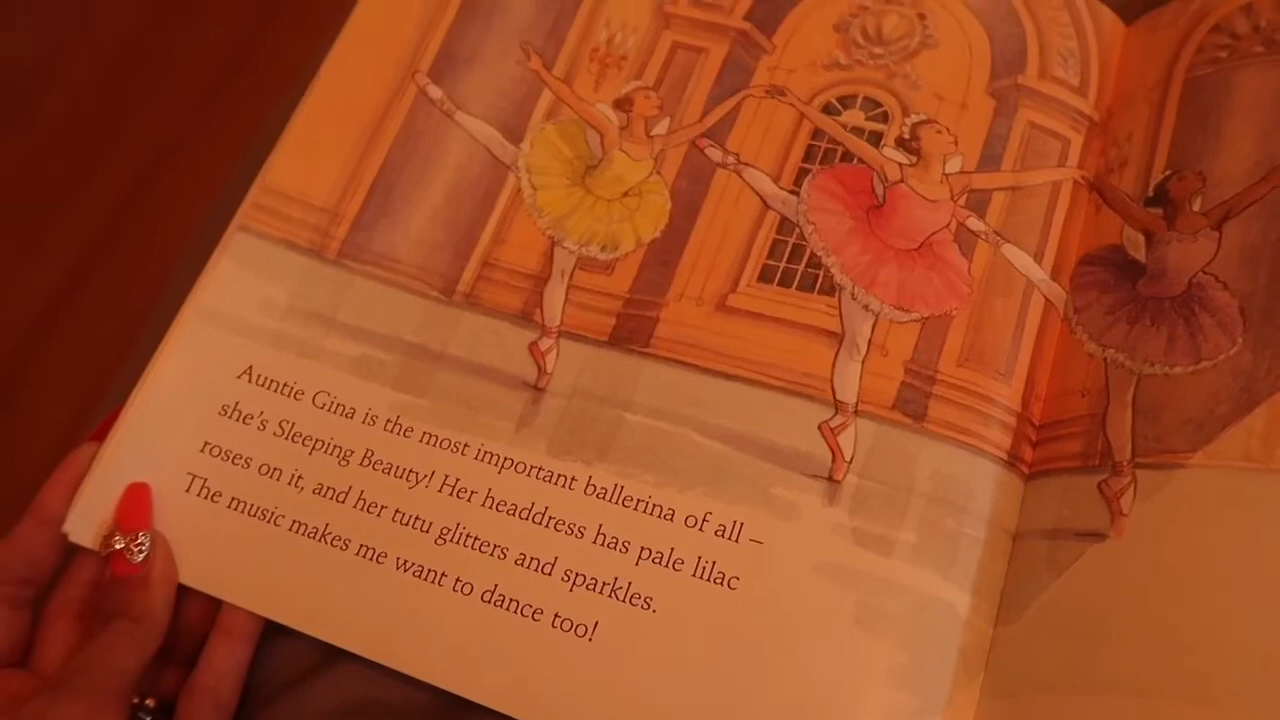 Auntie Gina is the most important ballerina of all –
she's Sleeping Beauty! Her headdress has pale lilac
roses on it, and her tutu glitters and sparkles.
The music makes me want to dance too!